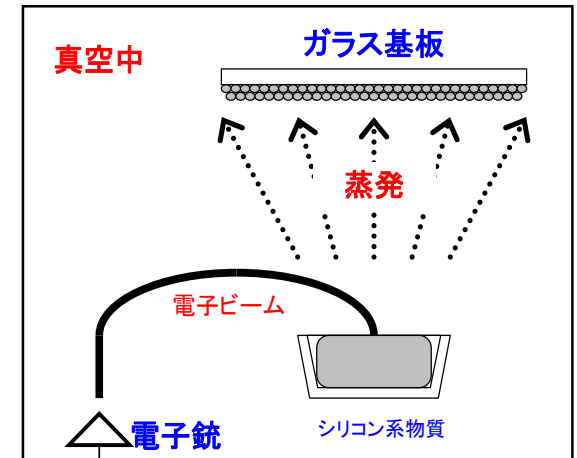 真空中
ガラス基板
蒸発
電子ビーム
電子銃
シリコン系物質